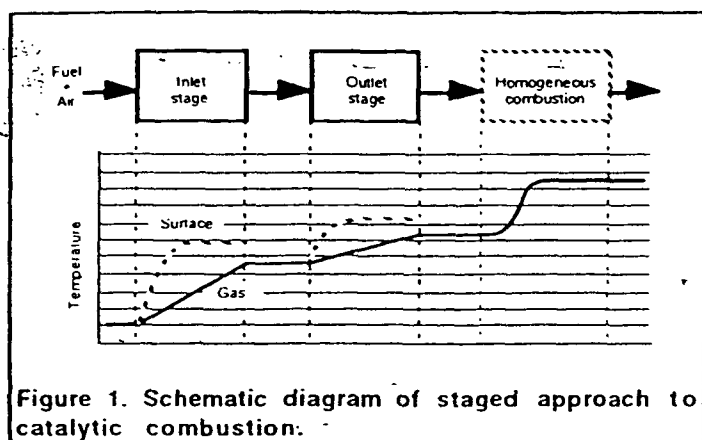 Fuel
+
Air
Inlet
stage
Outlet
stage
Homogeneous
combustion
Temperature
Surface
Gas
Figure 1. Schematic diagram of staged approach to
catalytic combustion.